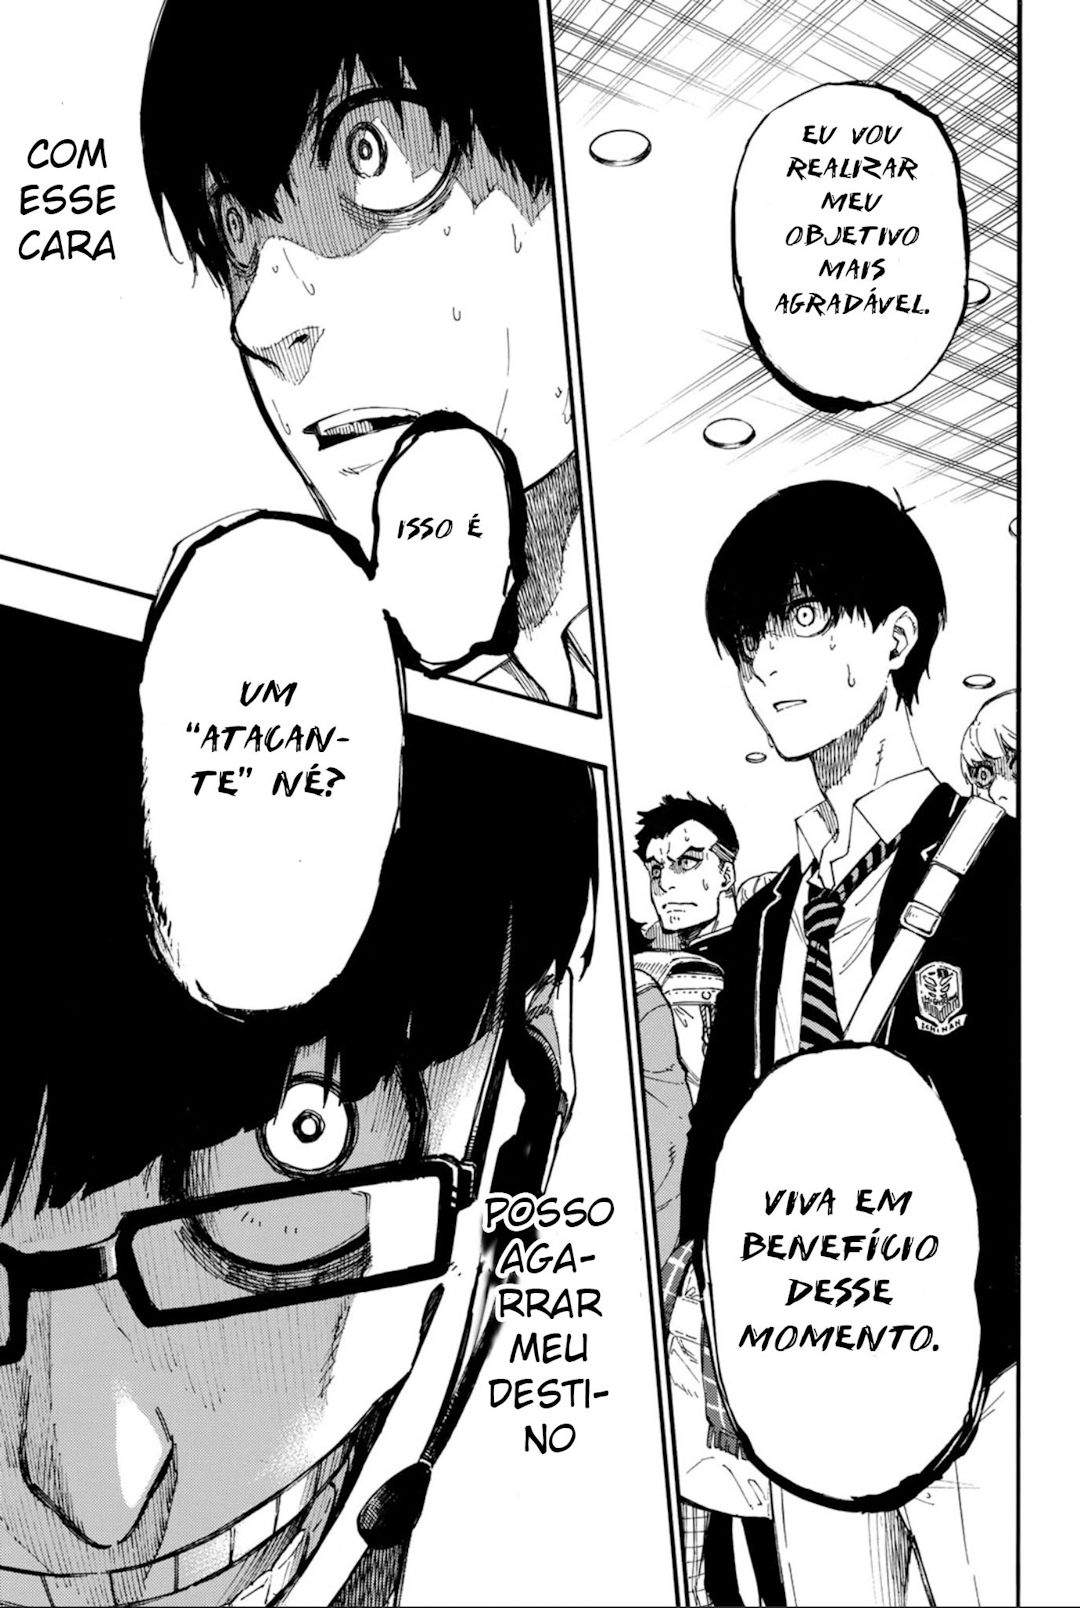 EU VOU
REALIZAR
MEU
OBJETIVO
MAIS
AGRADÁVEL.
VIVA EM
BENEFÍCIO
DESSE
MOMENTO.
ICHINAN
COM
ESSE
CARA
ISSO É
UM
“ATACAN-
TE” NÉ?
POSSO
AGA-
RRAR
MEU
DESTI-
NO